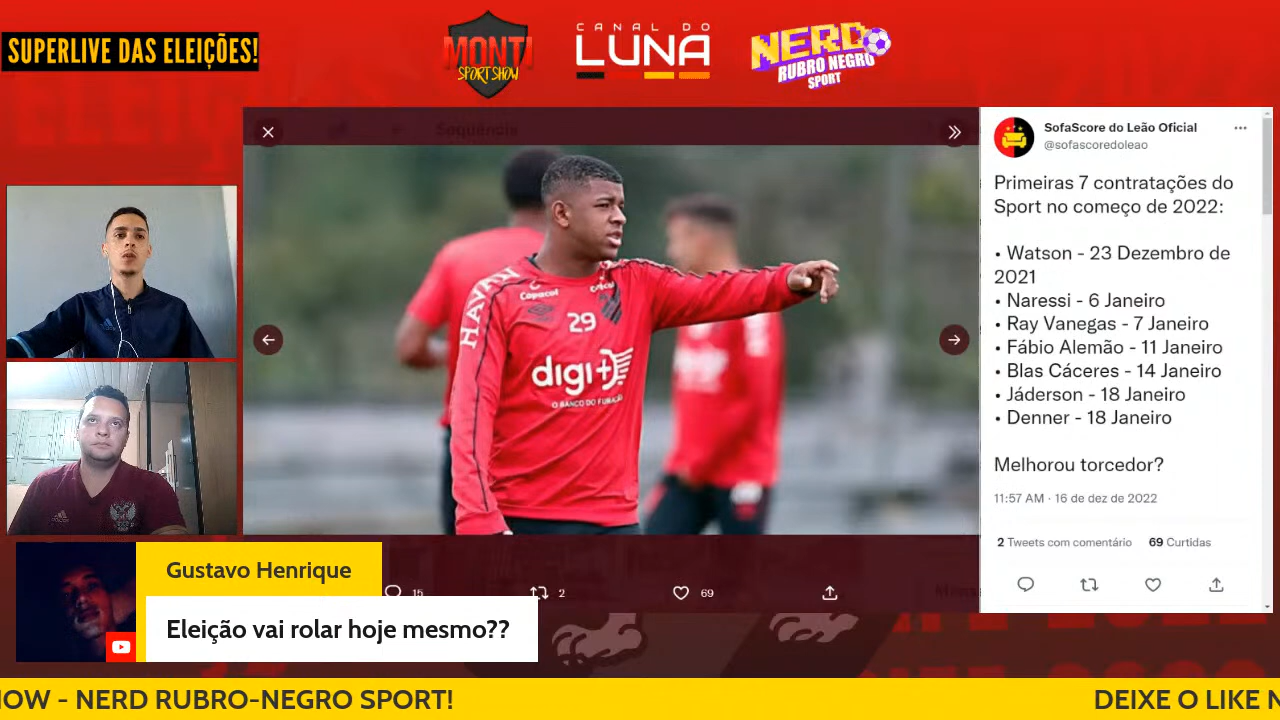 SUPERLIVE DAS ELEIÇÕES!
MONTI
SPORT SHOW
CANAL DO
LUNA
NERD
RUBRO NEGRO
SPORT
Sequência
HAVAN
Copacol
29
digi+
O BANCO DO FURACÃO
SofaScore do Leão Oficial
@sofascoredoleao
Primeiras 7 contratações do
Sport no começo de 2022:
• Watson - 23 Dezembro de
2021
• Naressi - 6 Janeiro
• Ray Vanegas - 7 Janeiro
• Fábio Alemão - 11 Janeiro
• Blas Cáceres - 14 Janeiro
• Jáderson - 18 Janeiro
• Denner - 18 Janeiro
Melhorou torcedor?
11:57 AM · 16 de dez de 2022
2 Tweets com comentário 69 Curtidas
15 2 69
Gustavo Henrique
Eleição vai rolar hoje mesmo??
OW - NERD RUBRO-NEGRO SPORT!
DEIXE O LIKE N